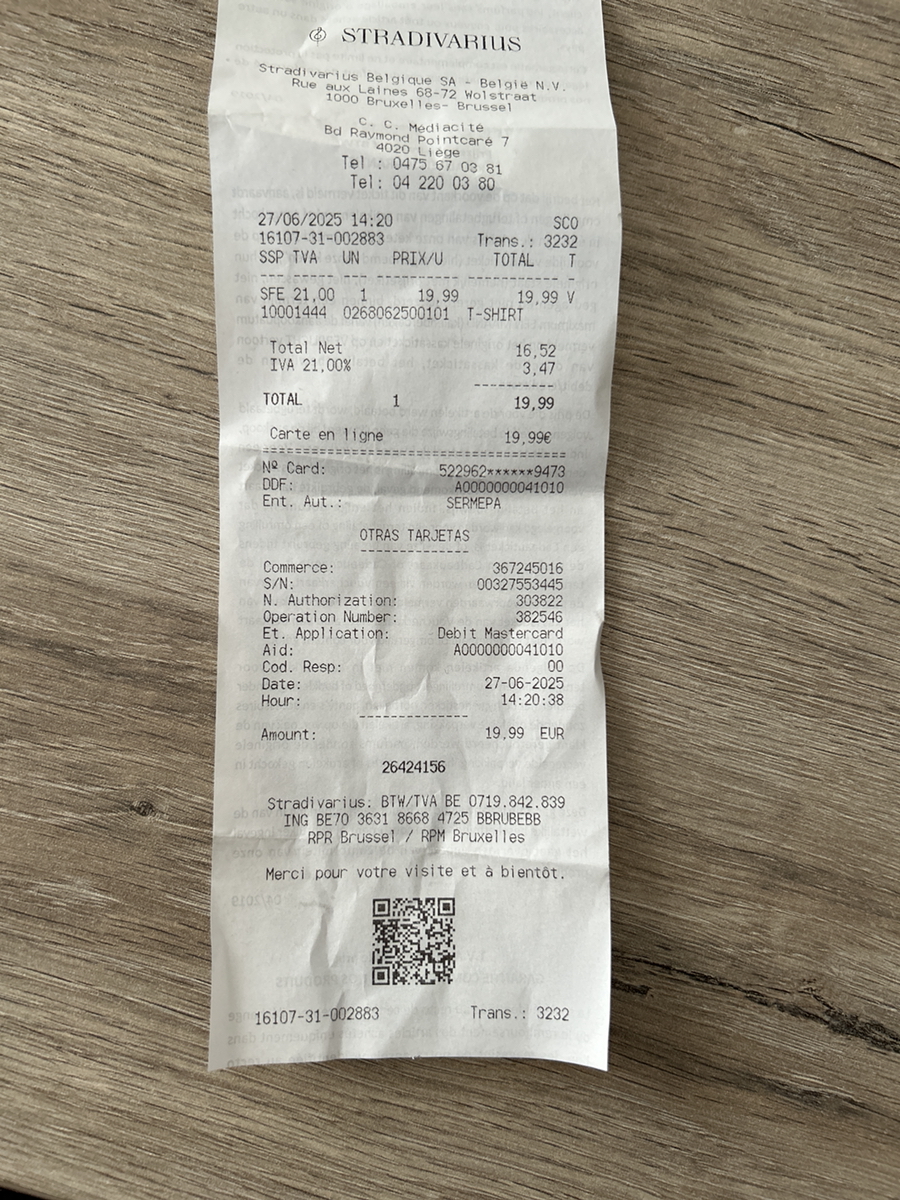 STRADIVARIUS
Stradivarius Belgique SA - België N.V.
Rue aux Laines 68-72 Wolstraat
1000 Bruxelles- Brussel
C. C. Médiacité
Bd Raymond Pointcaré 7
4020 Liège
Tel : 0475 67 03 81
Tel: 04 220 03 80
27/06/2025 14:20 SCO
16107-31-002883 Trans.: 3232
SSP TVA UN PRIX/U TOTAL T
SFE 21,00 1 19,99 19,99 V
10001444 0268062500101 T-SHIRT
Total Net 16,52
IVA 21,00% 3,47
TOTAL 1 19,99
Carte en ligne 19,99€
Nº Card: 522962******9473
DDF: A0000000041010
Ent. Aut.: SERMEPA
OTRAS TARJETAS
Commerce: 367245016
S/N: 00327553445
N. Authorization: 303822
Operation Number: 382546
Et. Application: Debit Mastercard
Aid: A0000000041010
Cod. Resp: 00
Date: 27-06-2025
Hour: 14:20:38
Amount: 19,99 EUR
26424156
Stradivarius: BTW/TVA BE 0719.842.839
ING BE70 3631 8668 4725 BBRUBEBB
RPR Brussel / RPM Bruxelles
Merci pour votre visite et à bientôt.
16107-31-002883 Trans.: 3232